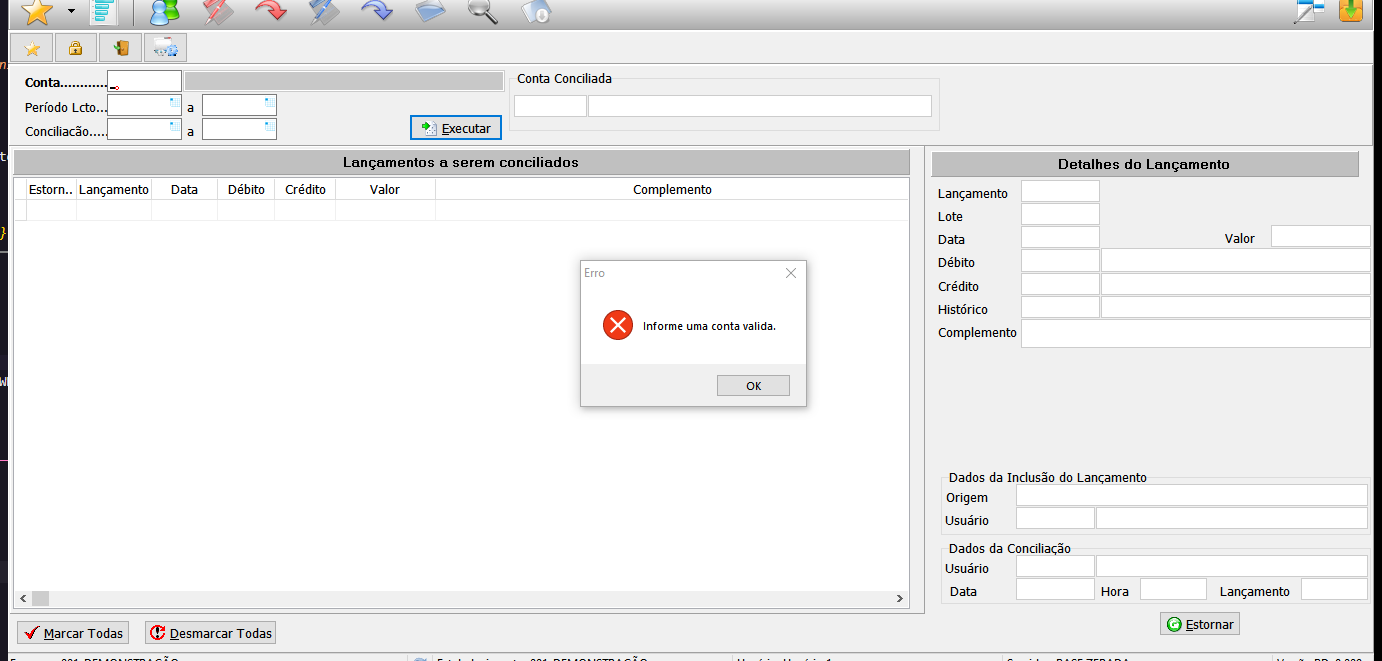 Conta............
Período Lcto... a
Conciliacão..... a
Executar
Conta Conciliada
Lançamentos a serem conciliados
Estorn.. Lançamento Data Débito Crédito Valor Complemento
Erro
Informe uma conta valida.
OK
Detalhes do Lançamento
Lançamento
Lote
Data Valor
Débito
Crédito
Histórico
Complemento
Dados da Inclusão do Lançamento
Origem
Usuário
Dados da Conciliação
Usuário
Data Hora Lançamento
Estornar
Marcar Todas Desmarcar Todas